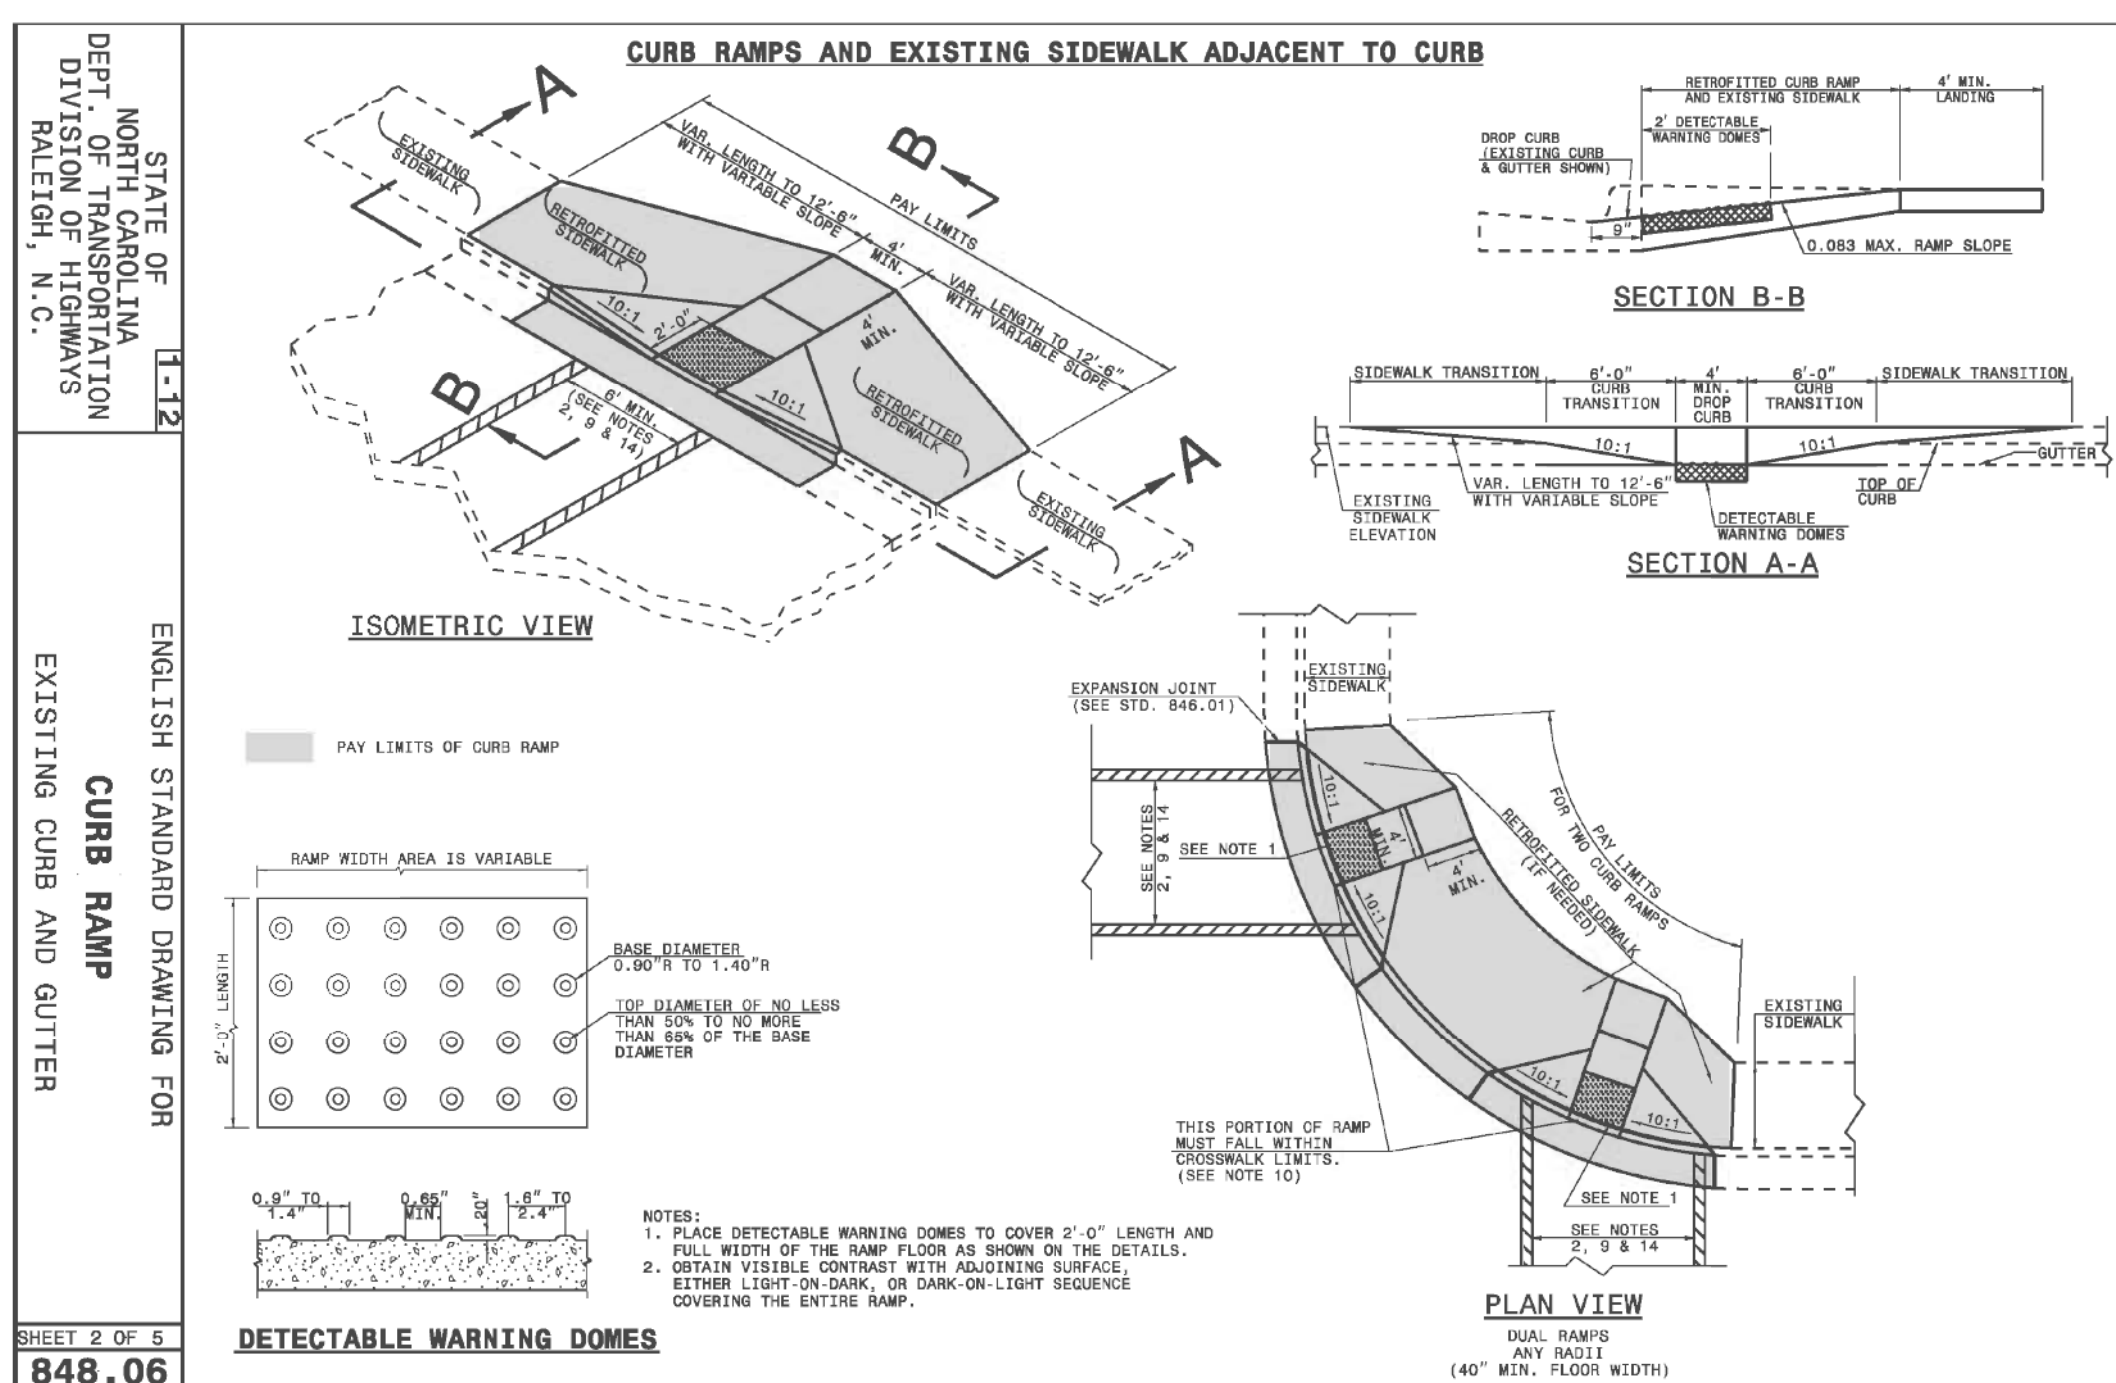 CURB RAMPS AND EXISTING SIDEWALK ADJACENT TO CURB
STATE OF
NORTH CAROLINA
DEPT. OF TRANSPORTATION
DIVISION OF HIGHWAYS
RALEIGH, N.C.
1-12
ENGLISH STANDARD DRAWING FOR
CURB RAMP
EXISTING CURB AND GUTTER
SHEET 2 OF 5
848.06
A
B
EXISTING
SIDEWALK
RETROFITTED
SIDEWALK
VAR. LENGTH TO 12'-6"
WITH VARIABLE SLOPE
PAY LIMITS
4'
MIN.
VAR. LENGTH TO 12'-6"
WITH VARIABLE SLOPE
10:1
2'-0"
4'
MIN.
RETROFITTED
SIDEWALK
10:1
B
6' MIN.
(SEE NOTES
2, 9 & 14)
A
EXISTING
SIDEWALK
ISOMETRIC VIEW
RETROFITTED CURB RAMP
AND EXISTING SIDEWALK
4' MIN.
LANDING
2' DETECTABLE
WARNING DOMES
DROP CURB
(EXISTING CURB
& GUTTER SHOWN)
9"
0.083 MAX. RAMP SLOPE
SECTION B-B
SIDEWALK TRANSITION
6'-0"
CURB
TRANSITION
4'
MIN.
DROP
CURB
6'-0"
CURB
TRANSITION
SIDEWALK TRANSITION
10:1
10:1
GUTTER
VAR. LENGTH TO 12'-6"
WITH VARIABLE SLOPE
TOP OF
CURB
EXISTING
SIDEWALK
ELEVATION
DETECTABLE
WARNING DOMES
SECTION A-A
PAY LIMITS OF CURB RAMP
RAMP WIDTH AREA IS VARIABLE
2'-0" LENGTH
BASE DIAMETER
0.90"R TO 1.40"R
TOP DIAMETER OF NO LESS
THAN 50% TO NO MORE
THAN 65% OF THE BASE
DIAMETER
0.9" TO
1.4"
0.65"
MIN.
20"
1.6" TO
2.4"
DETECTABLE WARNING DOMES
NOTES:
1. PLACE DETECTABLE WARNING DOMES TO COVER 2'-0" LENGTH AND
FULL WIDTH OF THE RAMP FLOOR AS SHOWN ON THE DETAILS.
2. OBTAIN VISIBLE CONTRAST WITH ADJOINING SURFACE,
EITHER LIGHT-ON-DARK, OR DARK-ON-LIGHT SEQUENCE
COVERING THE ENTIRE RAMP.
EXISTING
SIDEWALK
EXPANSION JOINT
(SEE STD. 846.01)
10:1
SEE NOTES
2, 9 & 14
SEE NOTE 1
4'
MIN.
4'
MIN.
10:1
PAY LIMITS
FOR TWO CURB RAMPS
RETROFITTED SIDEWALK
(IF NEEDED)
EXISTING
SIDEWALK
10:1
10:1
THIS PORTION OF RAMP
MUST FALL WITHIN
CROSSWALK LIMITS.
(SEE NOTE 10)
SEE NOTE 1
SEE NOTES
2, 9 & 14
PLAN VIEW
DUAL RAMPS
ANY RADII
(40" MIN. FLOOR WIDTH)